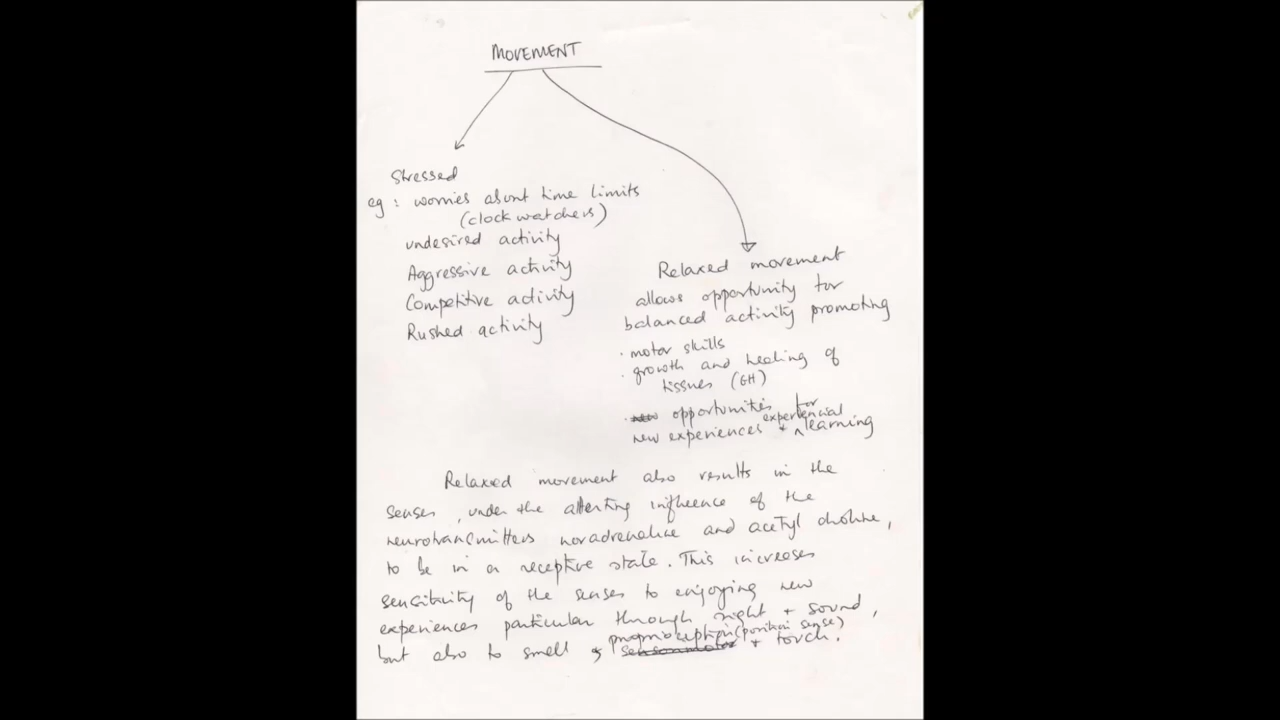 MOVEMENT
Stressed
eg : worries about time limits
(clock watchers)
undesired activity
Aggressive activity
Competitive activity
Rushed activity
Relaxed movement
allows opportunity for
balanced activity promoting
· motor skills
· growth and healing of
tissues (GH)
· new opportunities for
new experiences + experiential learning
Relaxed movement also results in the
senses, under the alerting influence of the
neurotransmitters noradrenaline and acetyl choline,
to be in a receptive state. This increases
sensitivity of the senses to enjoying new
experiences particular through sight + sound,
but also to smell & proprioception (position sense)
+ touch.